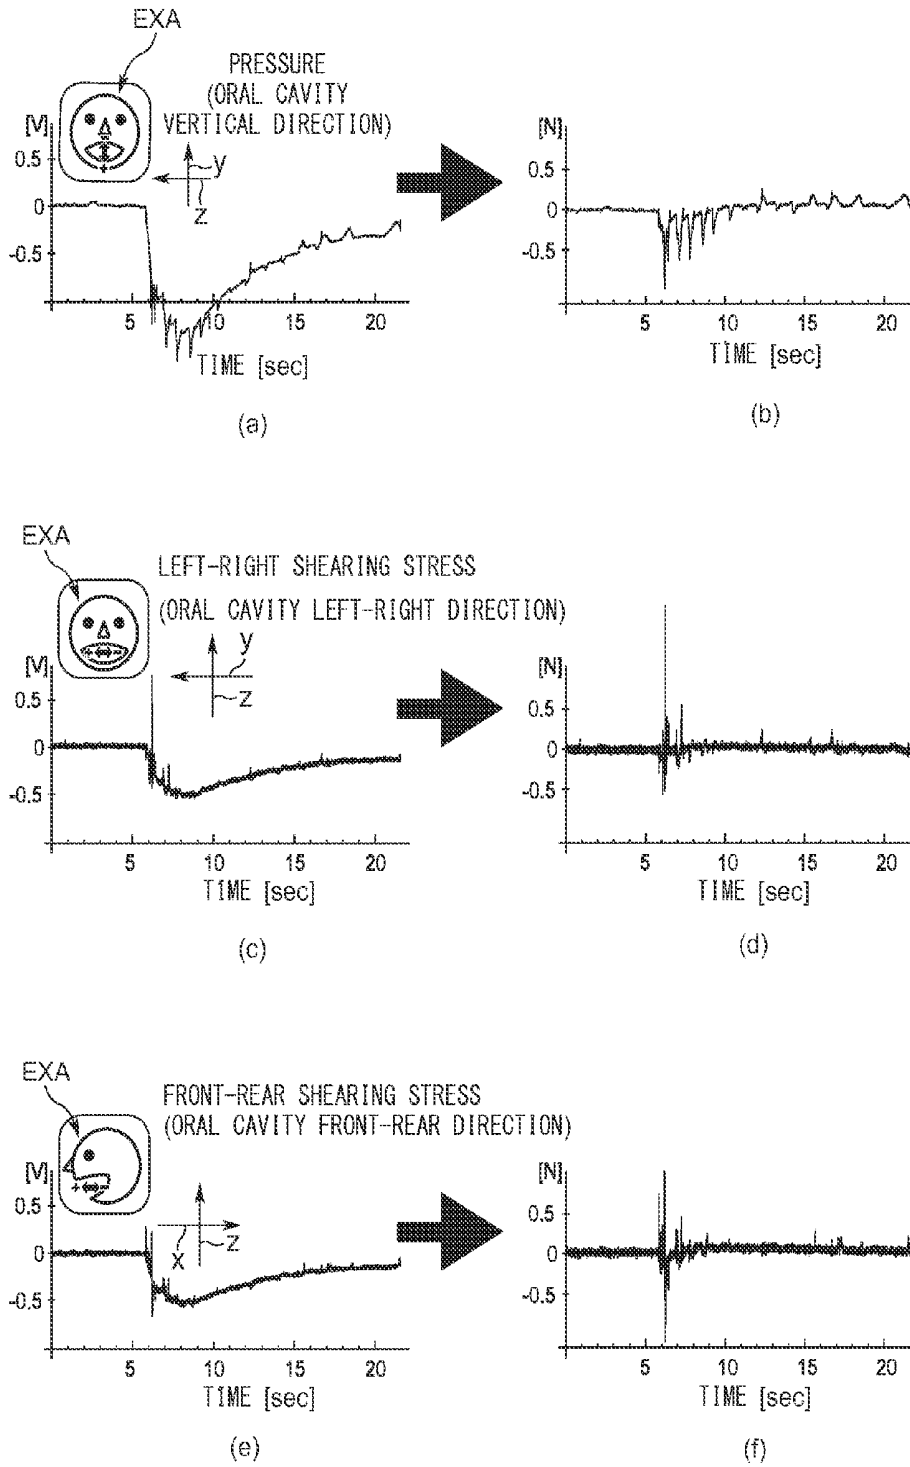 EXA
PRESSURE
(ORAL CAVITY
VERTICAL DIRECTION)
[V]
0.5
0
-0.5
y
z
5 10 15 20
TIME [sec]
(a)
[N]
0.5
0
-0.5
5 10 15 20
TIME [sec]
(b)
EXA
LEFT-RIGHT SHEARING STRESS
(ORAL CAVITY LEFT-RIGHT DIRECTION)
[V]
0.5
0
-0.5
y
z
5 10 15 20
TIME [sec]
(c)
[N]
0.5
0
-0.5
5 10 15 20
TIME [sec]
(d)
EXA
FRONT-REAR SHEARING STRESS
(ORAL CAVITY FRONT-REAR DIRECTION)
[V]
0.5
0
-0.5
x
z
5 10 15 20
TIME [sec]
(e)
[N]
0.5
0
-0.5
5 10 15 20
TIME [sec]
(f)